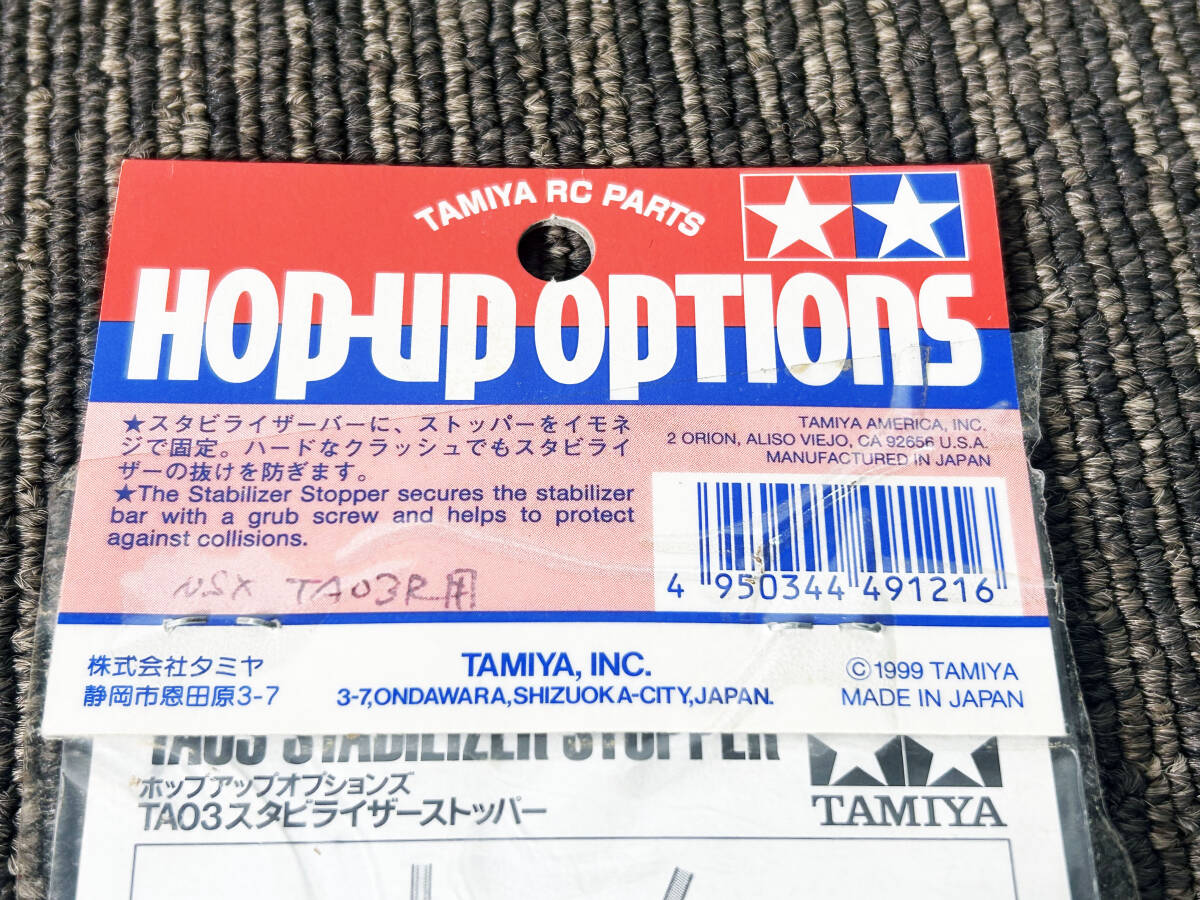 TAMIYA RC PARTS
HOP-UP OPTIONS
★スタビライザーバーに、ストッパーをイモネ
ジで固定。ハードなクラッシュでもスタビライ
ザーの抜けを防ぎます。
★The Stabilizer Stopper secures the stabilizer
bar with a grub screw and helps to protect
against collisions.
NSX TA03R用
TAMIYA AMERICA, INC.
2 ORION, ALISO VIEJO, CA 92656 U.S.A.
MANUFACTURED IN JAPAN
4 950344 491216
株式会社タミヤ
静岡市恩田原3-7
TAMIYA, INC.
3-7,ONDAWARA,SHIZUOKA-CITY,JAPAN.
©1999 TAMIYA
MADE IN JAPAN
TA03 STABILIZER STOPPER
ホップアップオプションズ
TA03スタビライザーストッパー
TAMIYA